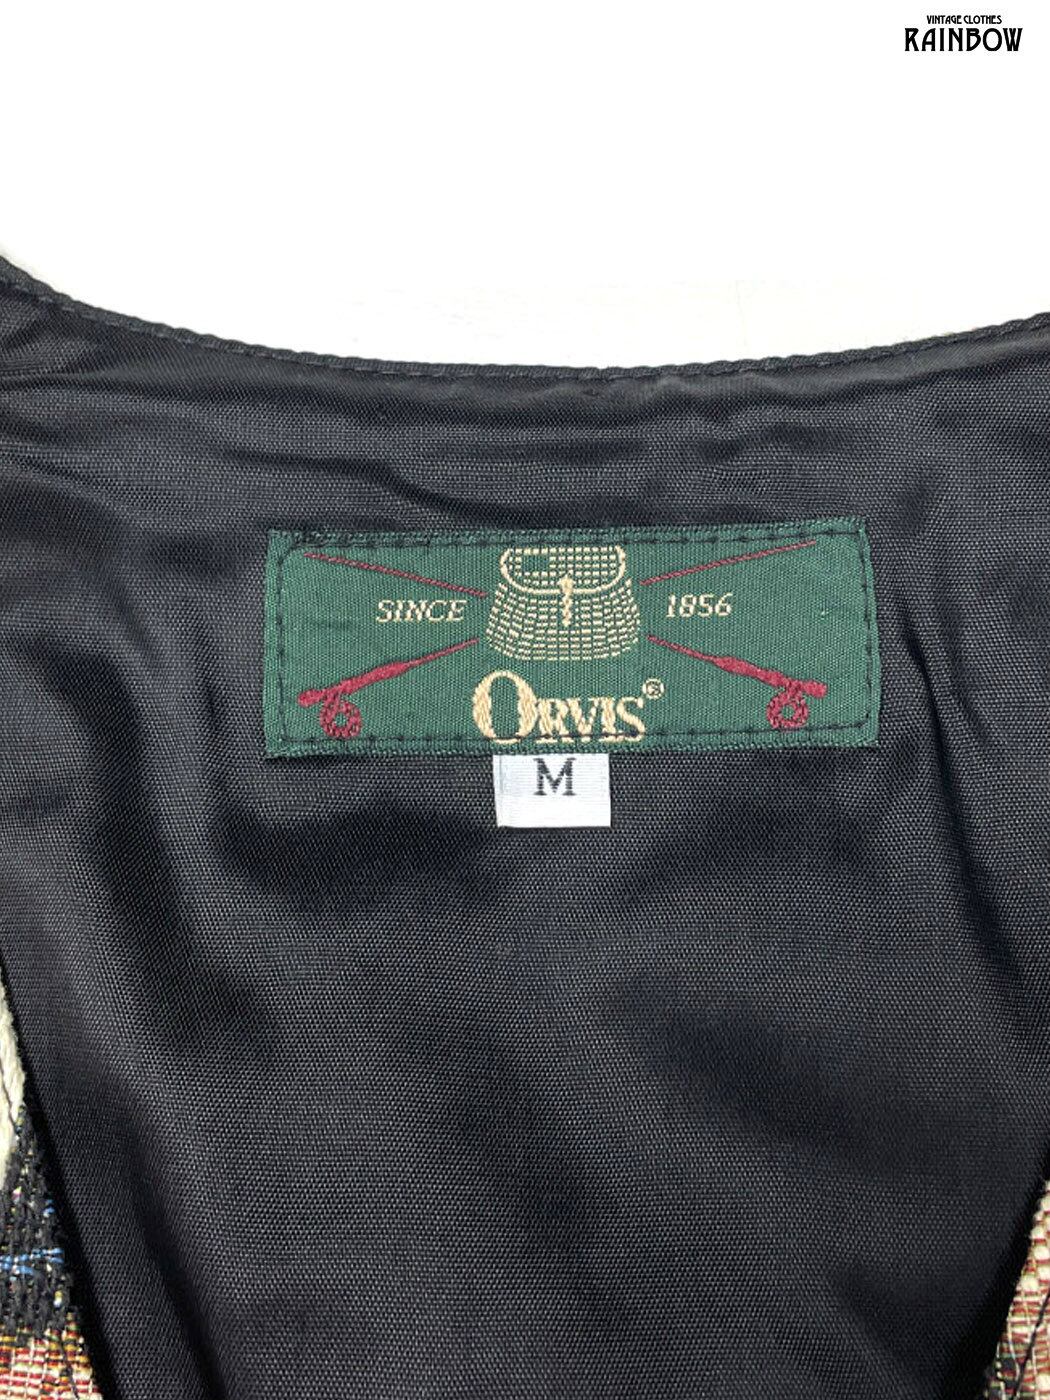 VINTAGE CLOTHES
RAINBOW
SINCE 1856
ORVIS®
M